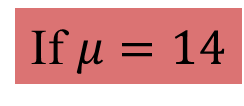 If μ = 14